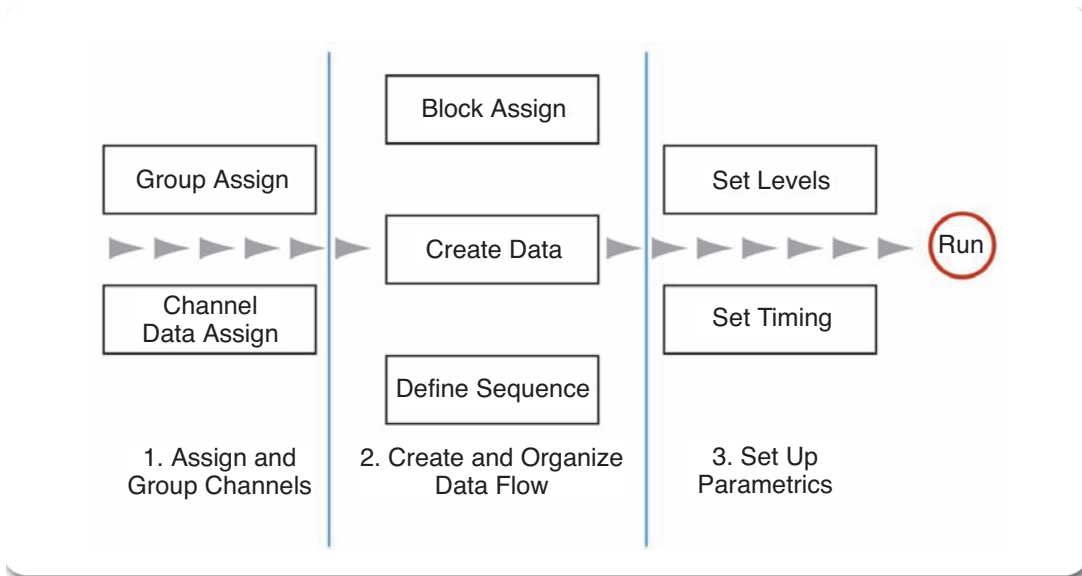 Group Assign
Channel
Data Assign
1. Assign and
Group Channels
Block Assign
Create Data
Define Sequence
2. Create and Organize
Data Flow
Set Levels
Set Timing
3. Set Up
Parametrics
Run